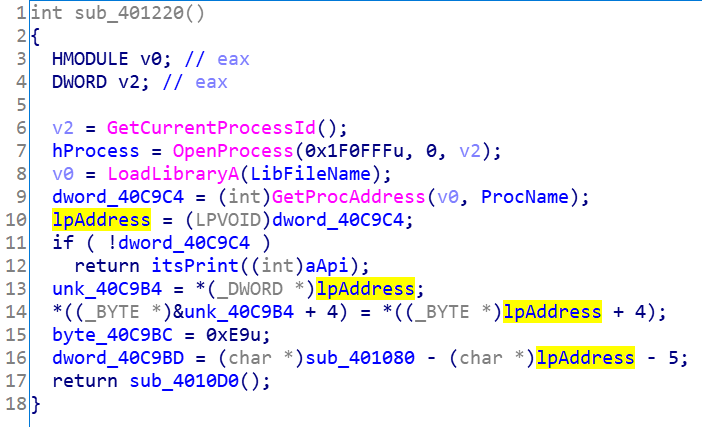 1 int sub_401220()
2 {
3   HMODULE v0; // eax
4   DWORD v2; // eax
5
6   v2 = GetCurrentProcessId();
7   hProcess = OpenProcess(0x1F0FFFu, 0, v2);
8   v0 = LoadLibraryA(LibFileName);
9   dword_40C9C4 = (int)GetProcAddress(v0, ProcName);
10   lpAddress = (LPVOID)dword_40C9C4;
11   if ( !dword_40C9C4 )
12     return itsPrint((int)aApi);
13   unk_40C9B4 = *(_DWORD *)lpAddress;
14   *((_BYTE *)&unk_40C9B4 + 4) = *((_BYTE *)lpAddress + 4);
15   byte_40C9BC = 0xE9u;
16   dword_40C9BD = (char *)sub_401080 - (char *)lpAddress - 5;
17   return sub_4010D0();
18 }